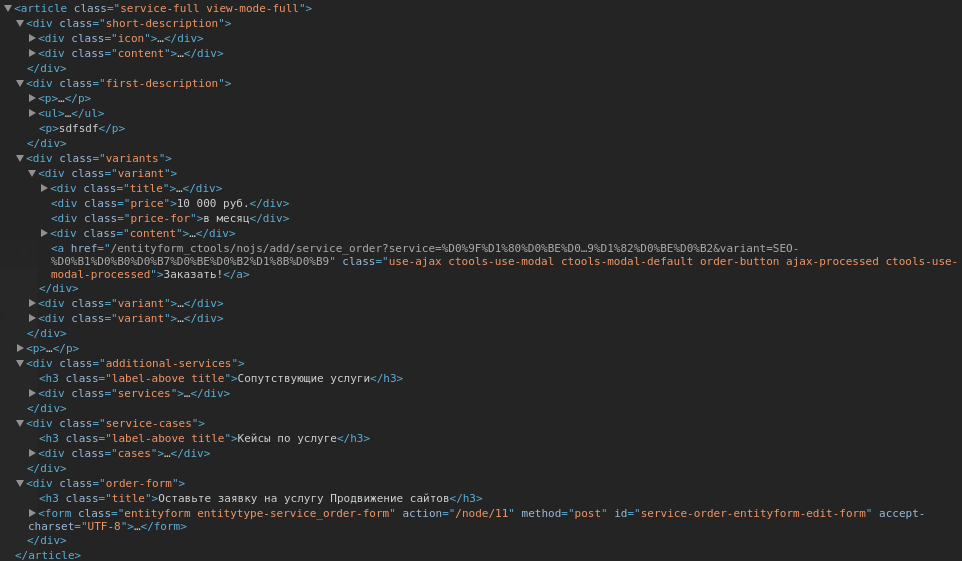 <article class="service-full view-mode-full">
<div class="short-description">
<div class="icon">…</div>
<div class="content">…</div>
</div>
<div class="first-description">
<p>…</p>
<ul>…</ul>
<p>sdfsdf</p>
</div>
<div class="variants">
<div class="variant">
<div class="title">…</div>
<div class="price">10 000 руб.</div>
<div class="price-for">в месяц</div>
<div class="content">…</div>
<a href="/entityform_ctools/nojs/add/service_order?service=%D0%9F%D1%80%D0%BE%D0…9%D1%82%D0%BE%D0%B2&variant=SEO-
%D0%B1%D0%B0%D0%B7%D0%BE%D0%B2%D1%8B%D0%B9" class="use-ajax ctools-use-modal ctools-modal-default order-button ajax-processed ctools-use-
modal-processed">Заказать!</a>
</div>
<div class="variant">…</div>
<div class="variant">…</div>
</div>
<p>…</p>
<div class="additional-services">
<h3 class="label-above title">Сопутствующие услуги</h3>
<div class="services">…</div>
</div>
<div class="service-cases">
<h3 class="label-above title">Кейсы по услуге</h3>
<div class="cases">…</div>
</div>
<div class="order-form">
<h3 class="title">Оставьте заявку на услугу Продвижение сайтов</h3>
<form class="entityform entitytype-service_order-form" action="/node/11" method="post" id="service-order-entityform-edit-form" accept-
charset="UTF-8">…</form>
</div>
</article>